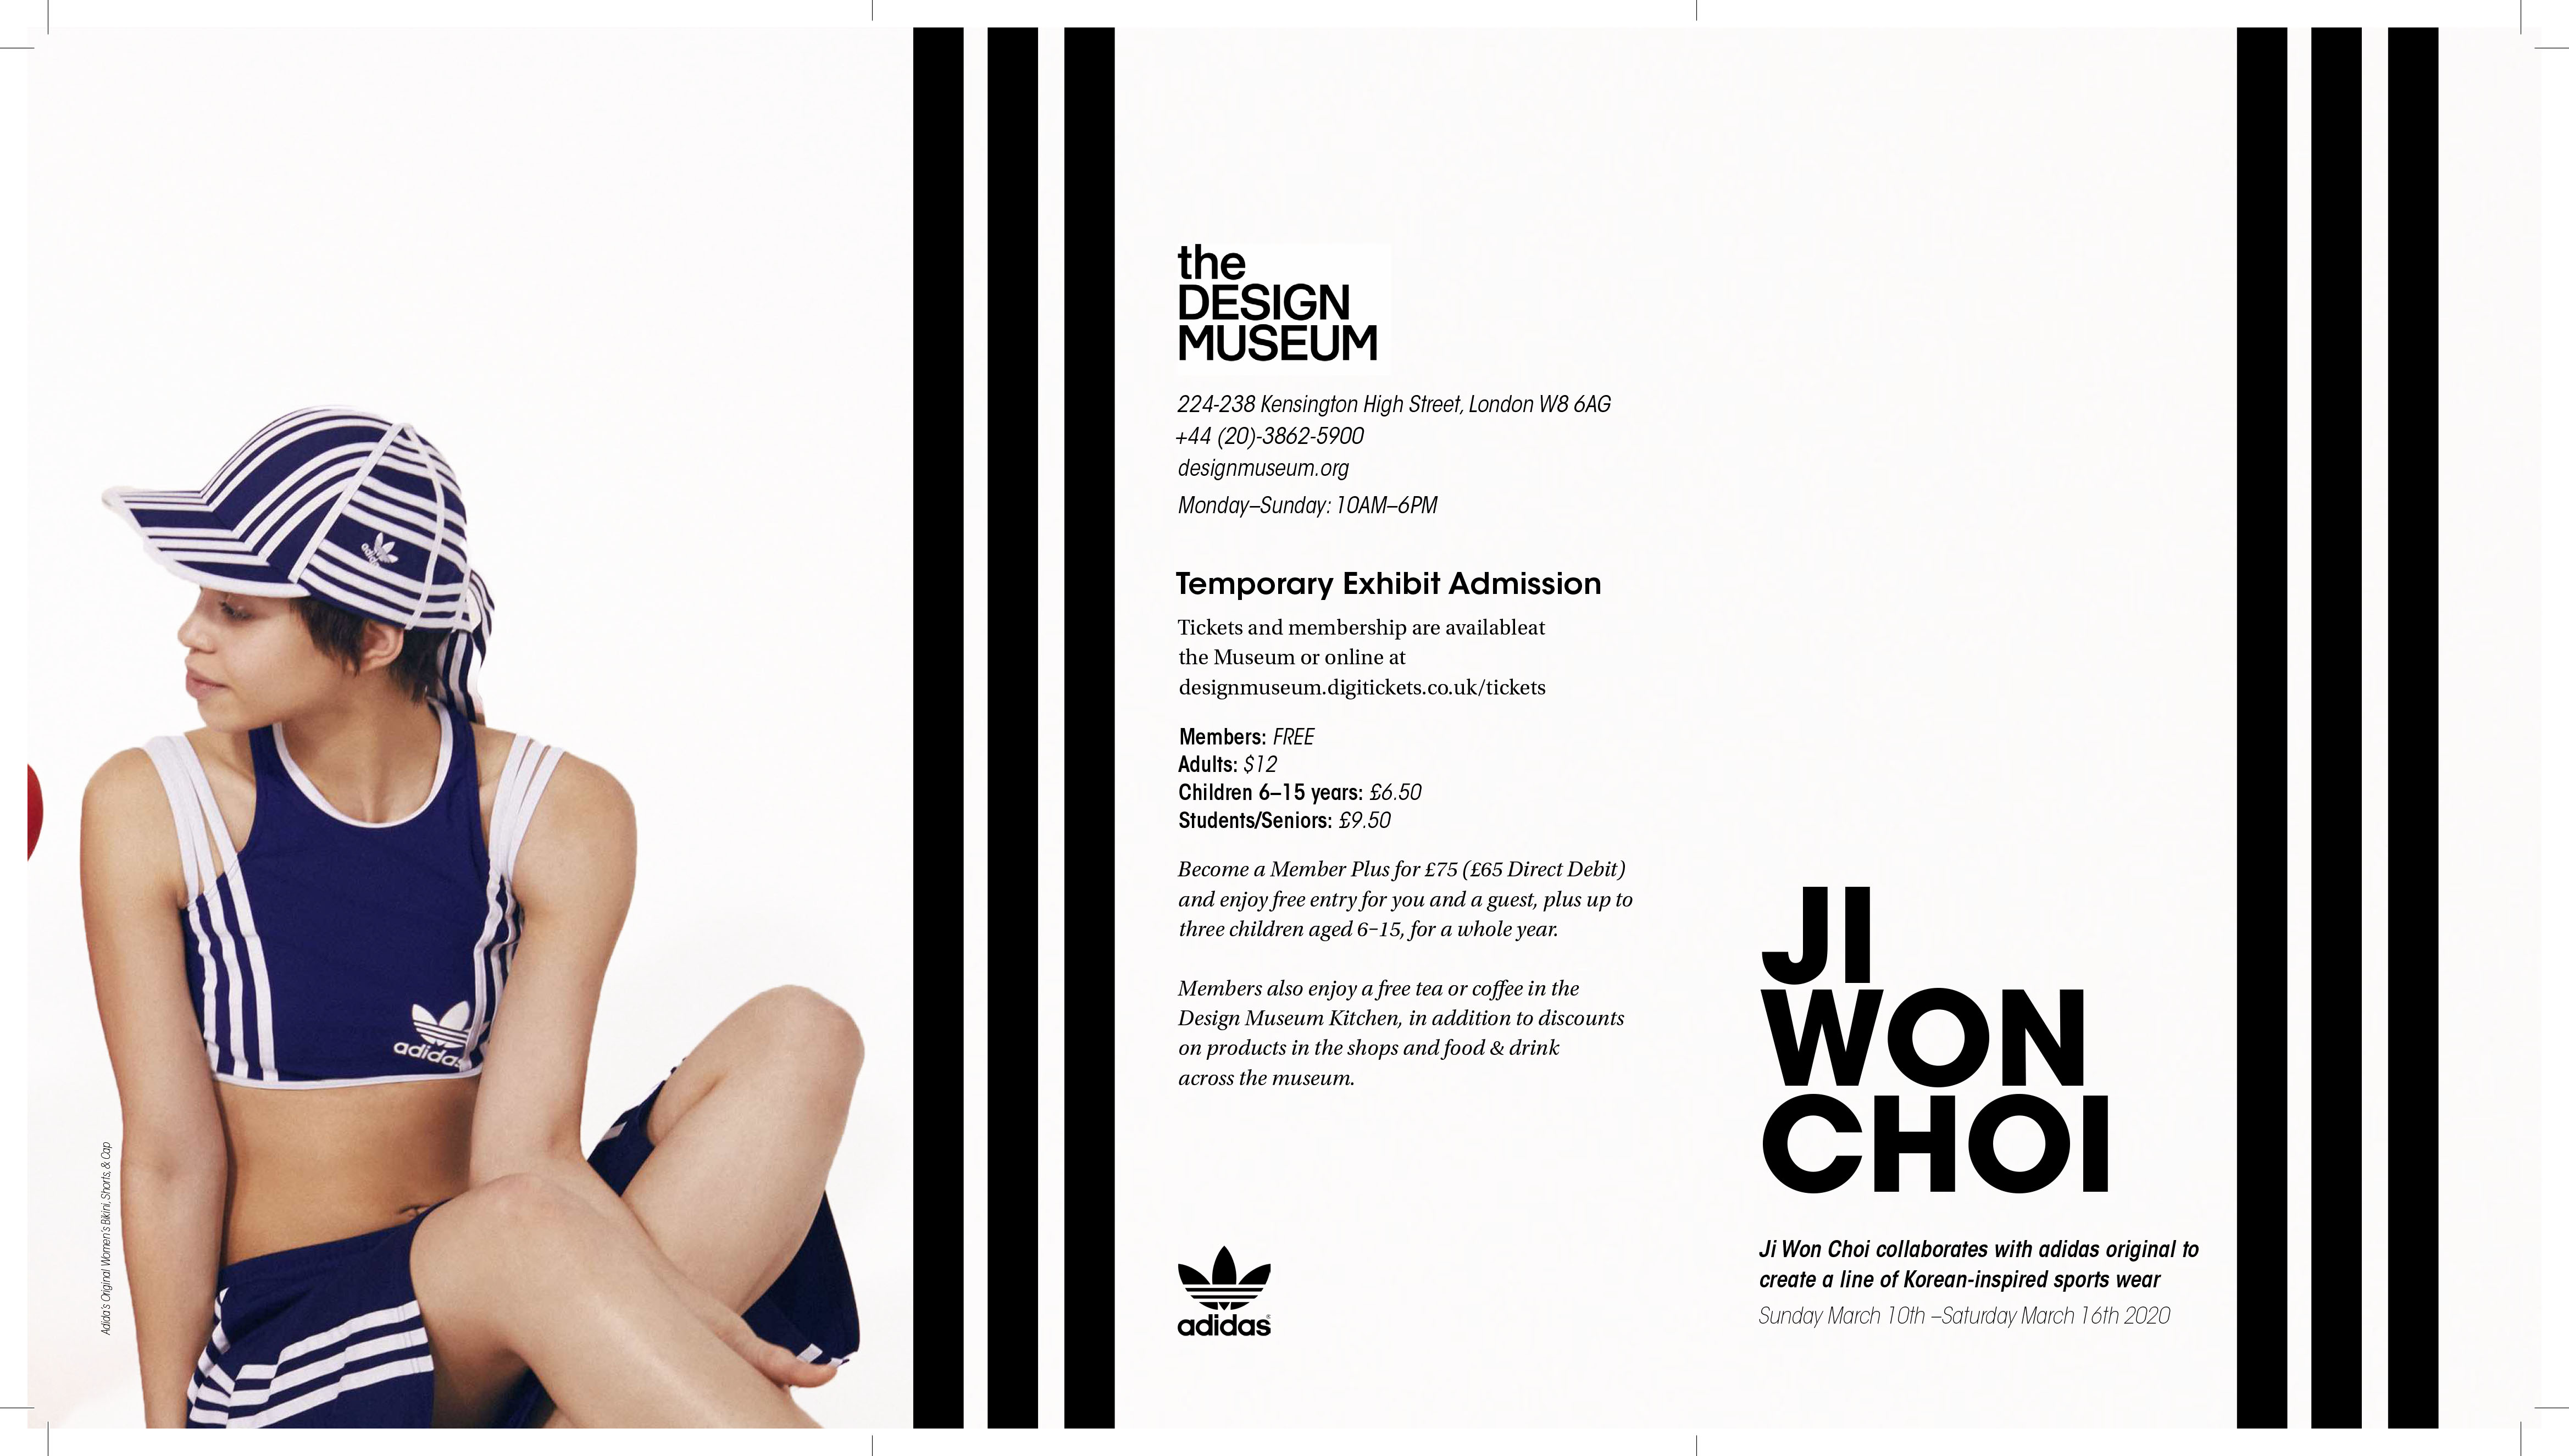 Adida's Original Women's Bikini, Shorts, & Cap
adidas
adidas
the
DESIGN
MUSEUM
224-238 Kensington High Street, London W8 6AG
+44 (20)-3862-5900
designmuseum.org
Monday–Sunday: 10AM–6PM
Temporary Exhibit Admission
Tickets and membership are availableat
the Museum or online at
designmuseum.digitickets.co.uk/tickets
Members: FREE
Adults: $12
Children 6–15 years: £6.50
Students/Seniors: £9.50
Become a Member Plus for £75 (£65 Direct Debit)
and enjoy free entry for you and a guest, plus up to
three children aged 6–15, for a whole year.
Members also enjoy a free tea or coffee in the
Design Museum Kitchen, in addition to discounts
on products in the shops and food & drink
across the museum.
adidas®
JI
WON
CHOI
Ji Won Choi collaborates with adidas original to
create a line of Korean-inspired sports wear
Sunday March 10th –Saturday March 16th 2020